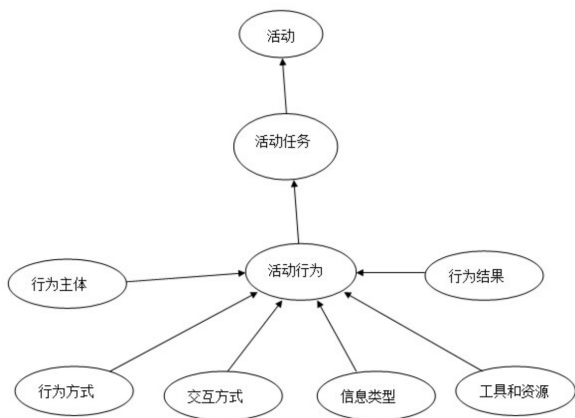 活动
活动任务
活动行为
行为主体
行为结果
行为方式
交互方式
信息类型
工具和资源